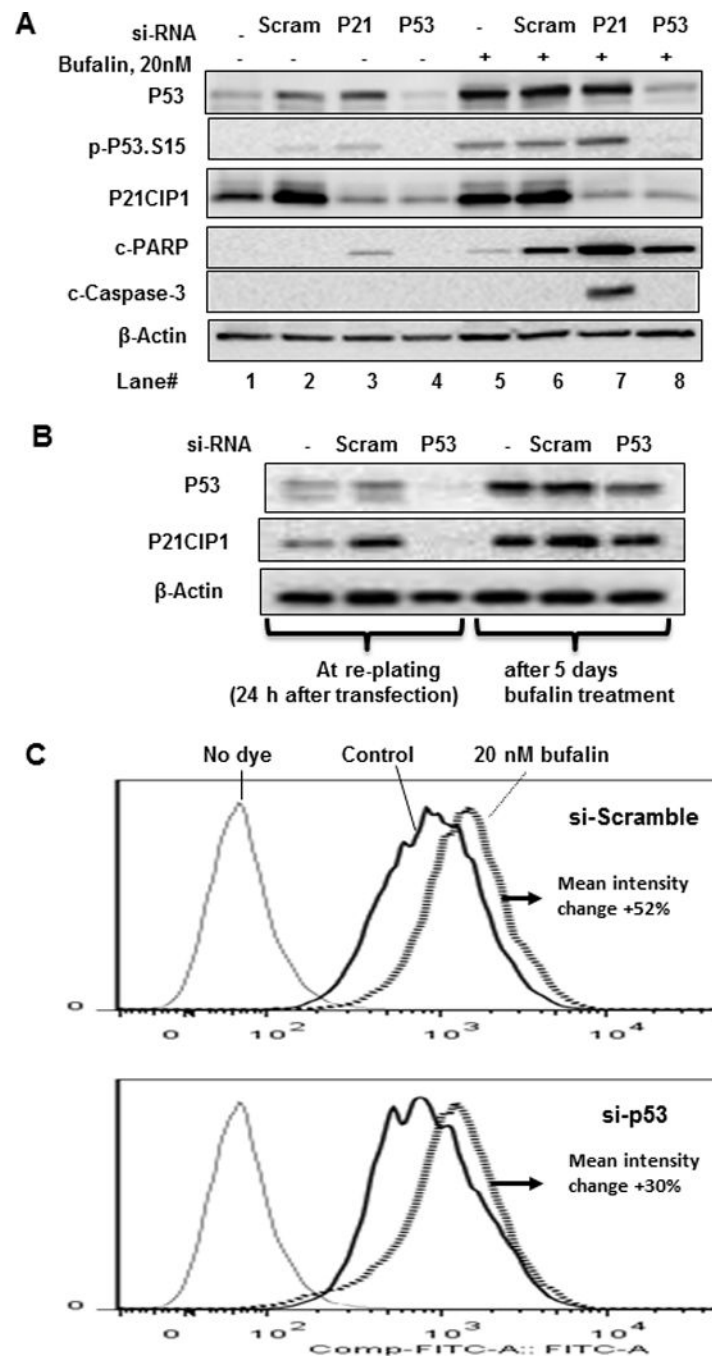 A
si-RNA - Scram P21 P53 - Scram P21 P53
Bufalin, 20nM - - - - + + + +
P53
p-P53.S15
P21CIP1
c-PARP
c-Caspase-3
β-Actin
Lane# 1 2 3 4 5 6 7 8
B
si-RNA - Scram P53 - Scram P53
P53
P21CIP1
β-Actin
At re-plating
(24 h after transfection)
after 5 days
bufalin treatment
C
No dye Control 20 nM bufalin
si-Scramble
Mean intensity
change +52%
0
0 10² 10³ 10⁴
si-p53
Mean intensity
change +30%
0
0 10² 10³ 10⁴
Comp-FITC-A:: FITC-A